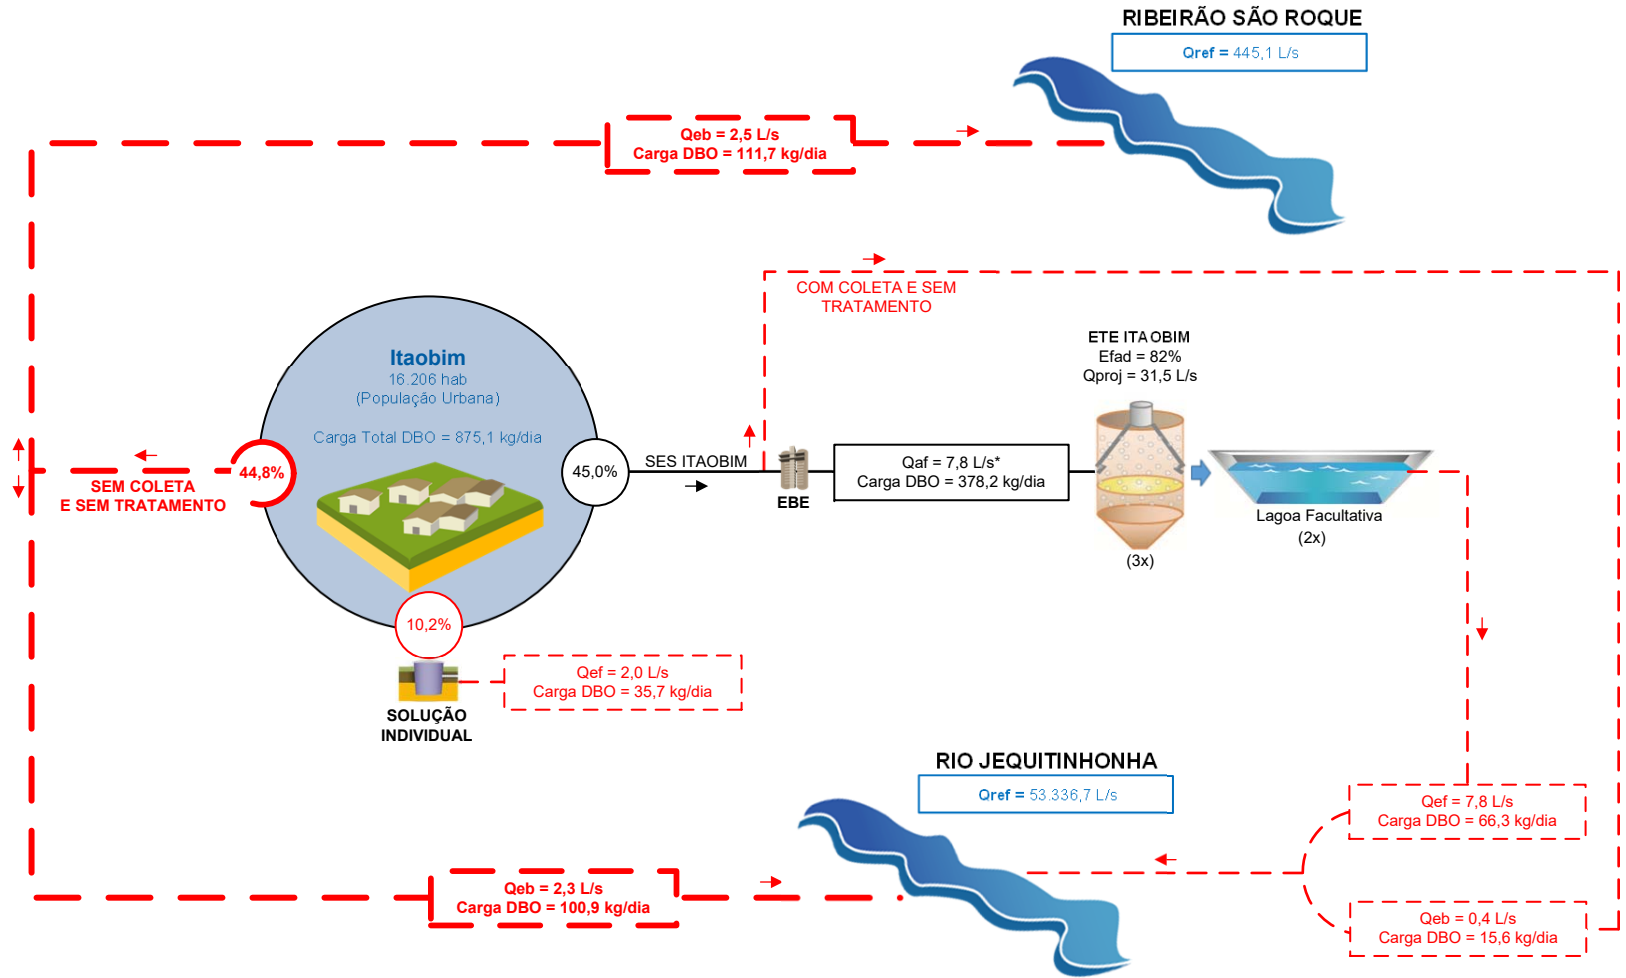 RIBEIRÃO SÃO ROQUE
Qref = 445,1 L/s
Qeb = 2,5 L/s
Carga DBO = 111,7 kg/dia
COM COLETA E SEM
TRATAMENTO
ETE ITAOBIM
Efad = 82%
Qproj = 31,5 L/s
Itaobim
16.206 hab
(População Urbana)
Carga Total DBO = 875,1 kg/dia
44,8%
SEM COLETA
E SEM TRATAMENTO
45,0%
SES ITAOBIM
EBE
Qaf = 7,8 L/s*
Carga DBO = 378,2 kg/dia
(3x)
Lagoa Facultativa
(2x)
10,2%
Qef = 2,0 L/s
Carga DBO = 35,7 kg/dia
SOLUÇÃO
INDIVIDUAL
RIO JEQUITINHONHA
Qref = 53.336,7 L/s
Qef = 7,8 L/s
Carga DBO = 66,3 kg/dia
Qeb = 2,3 L/s
Carga DBO = 100,9 kg/dia
Qeb = 0,4 L/s
Carga DBO = 15,6 kg/dia